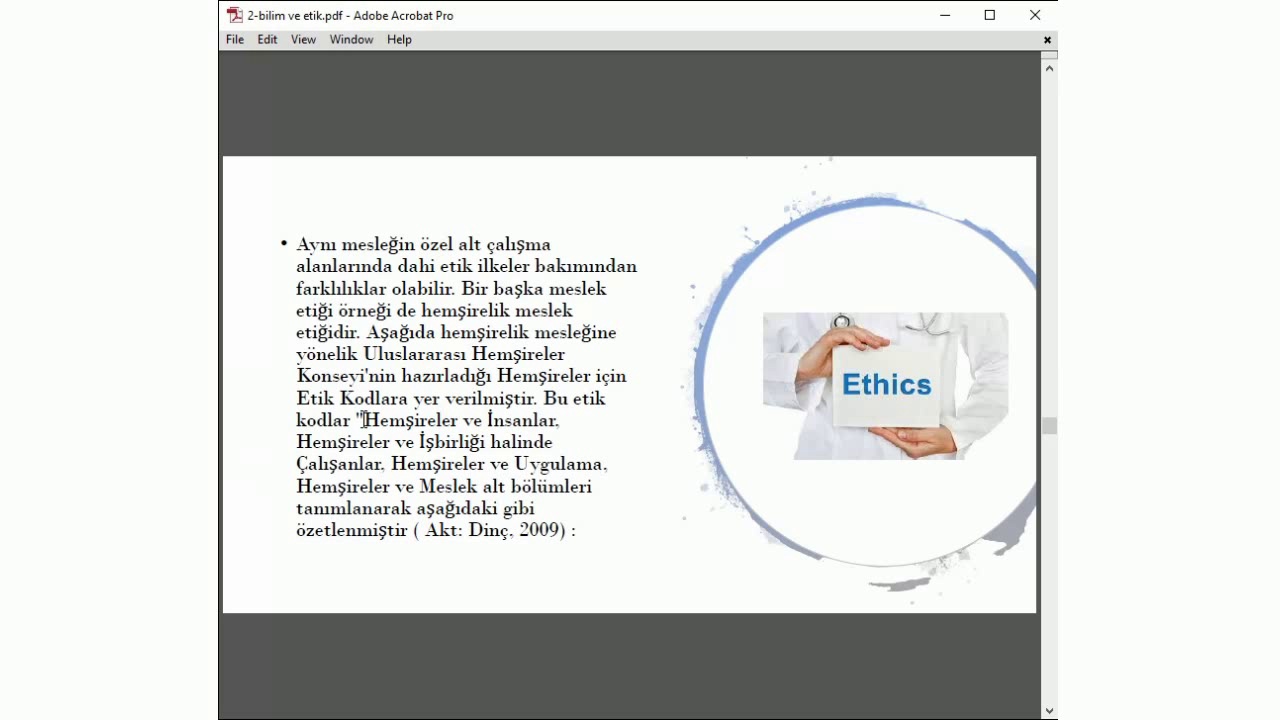 2-bilim ve etik.pdf - Adobe Acrobat Pro
File Edit View Window Help
• Aynı mesleğin özel alt çalışma
alanlarında dahi etik ilkeler bakımından
farklılıklar olabilir. Bir başka meslek
etiği örneği de hemşirelik meslek
etiğidir. Aşağıda hemşirelik mesleğine
yönelik Uluslararası Hemşireler
Konseyi'nin hazırladığı Hemşireler için
Etik Kodlara yer verilmiştir. Bu etik
kodlar "Hemşireler ve İnsanlar,
Hemşireler ve İşbirliği halinde
Çalışanlar, Hemşireler ve Uygulama,
Hemşireler ve Meslek alt bölümleri
tanımlanarak aşağıdaki gibi
özetlenmiştir ( Akt: Dinç, 2009) :
Ethics